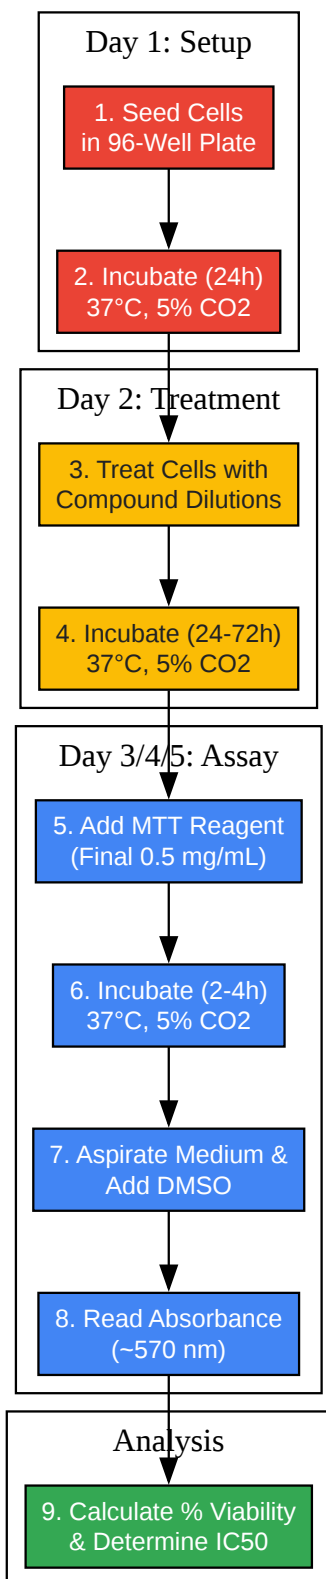 Day 1: Setup
1. Seed Cells
in 96-Well Plate
2. Incubate (24h)
37°C, 5% CO2
Day 2: Treatment
3. Treat Cells with
Compound Dilutions
4. Incubate (24-72h)
37°C, 5% CO2
Day 3/4/5: Assay
5. Add MTT Reagent
(Final 0.5 mg/mL)
6. Incubate (2-4h)
37°C, 5% CO2
7. Aspirate Medium &
Add DMSO
8. Read Absorbance
(~570 nm)
Analysis
9. Calculate % Viability
& Determine IC50